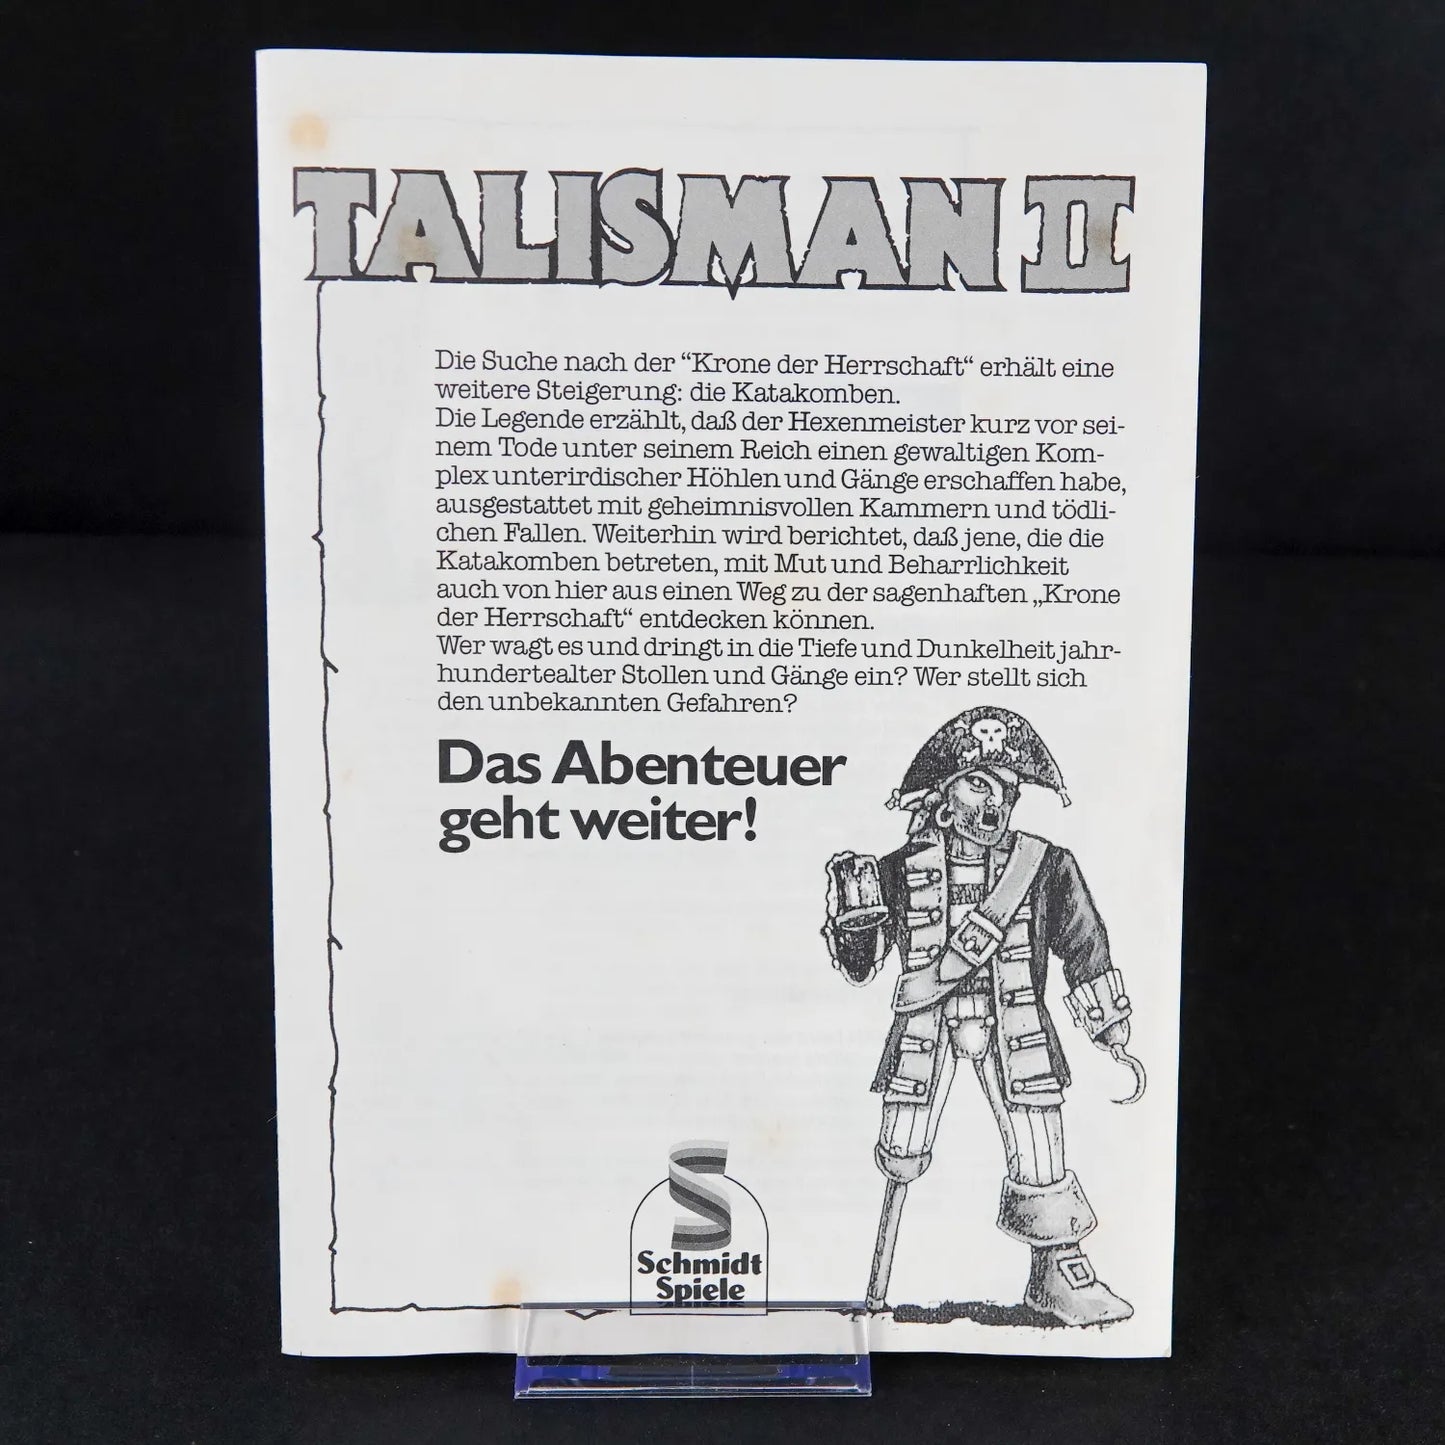 TALISMAN II
Die Suche nach der “Krone der Herrschaft“ erhält eine
weitere Steigerung: die Katakomben.
Die Legende erzählt, daß der Hexenmeister kurz vor sei-
nem Tode unter seinem Reich einen gewaltigen Kom-
plex unterirdischer Höhlen und Gänge erschaffen habe,
ausgestattet mit geheimnisvollen Kammern und tödli-
chen Fallen. Weiterhin wird berichtet, daß jene, die die
Katakomben betreten, mit Mut und Beharrlichkeit
auch von hier aus einen Weg zu der sagenhaften „Krone
der Herrschaft“ entdecken können.
Wer wagt es und dringt in die Tiefe und Dunkelheit jahr-
hundertealter Stollen und Gänge ein? Wer stellt sich
den unbekannten Gefahren?
Das Abenteuer
geht weiter!
Schmidt
Spiele